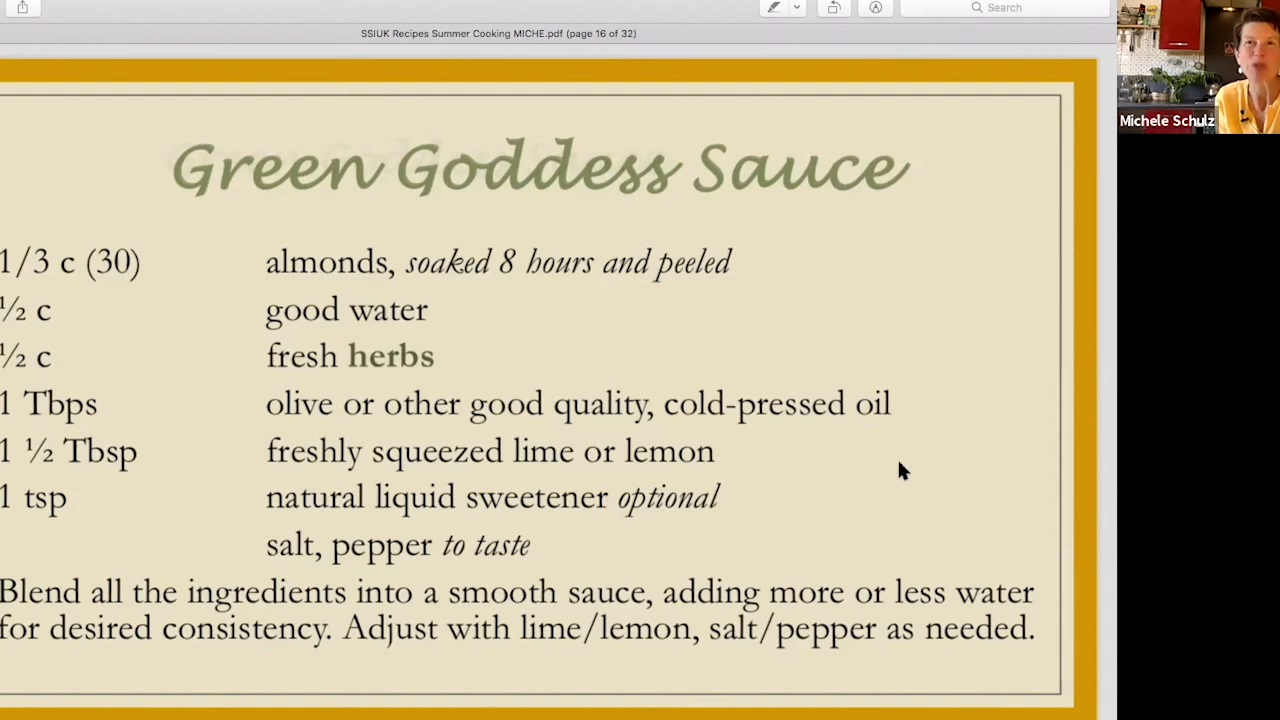 Search
SSIUK Recipes Summer Cooking MICHE.pdf (page 16 of 32)
Michele Schulz
Green Goddess Sauce
1/3 c (30) almonds, soaked 8 hours and peeled
½ c good water
½ c fresh herbs
1 Tbps olive or other good quality, cold-pressed oil
1 ½ Tbsp freshly squeezed lime or lemon
1 tsp natural liquid sweetener optional
salt, pepper to taste
Blend all the ingredients into a smooth sauce, adding more or less water
for desired consistency. Adjust with lime/lemon, salt/pepper as needed.